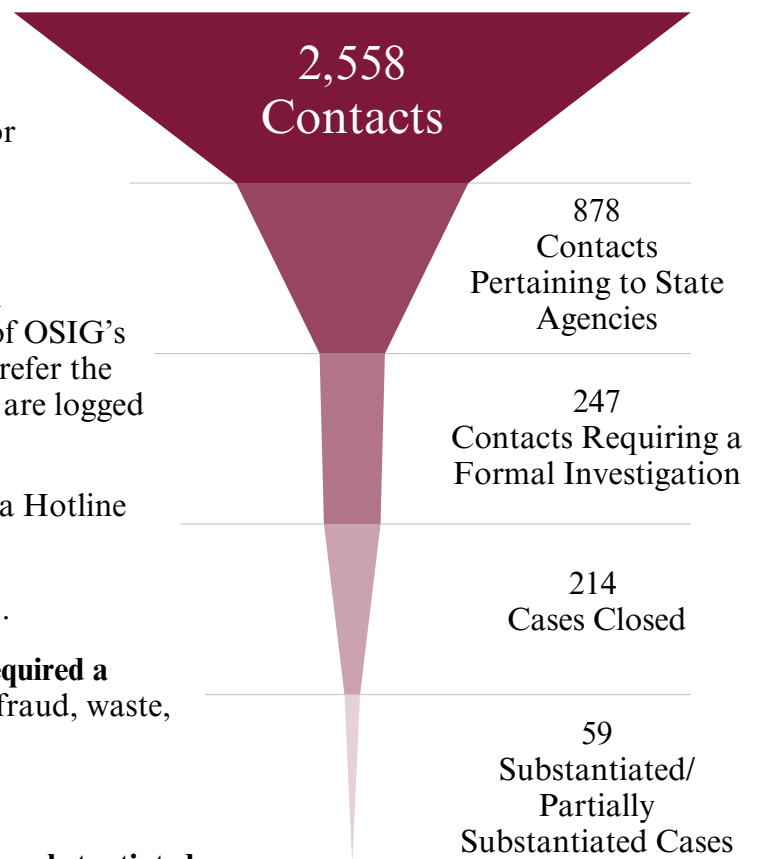 2,558
Contacts
or
878
Contacts
Pertaining to State
Agencies
of OSIG's
refer the
are logged
247
Contacts Requiring a
Formal Investigation
a Hotline
214
Cases Closed
.
equired a
fraud, waste,
59
Substantiated/
Partially
Substantiated Cases